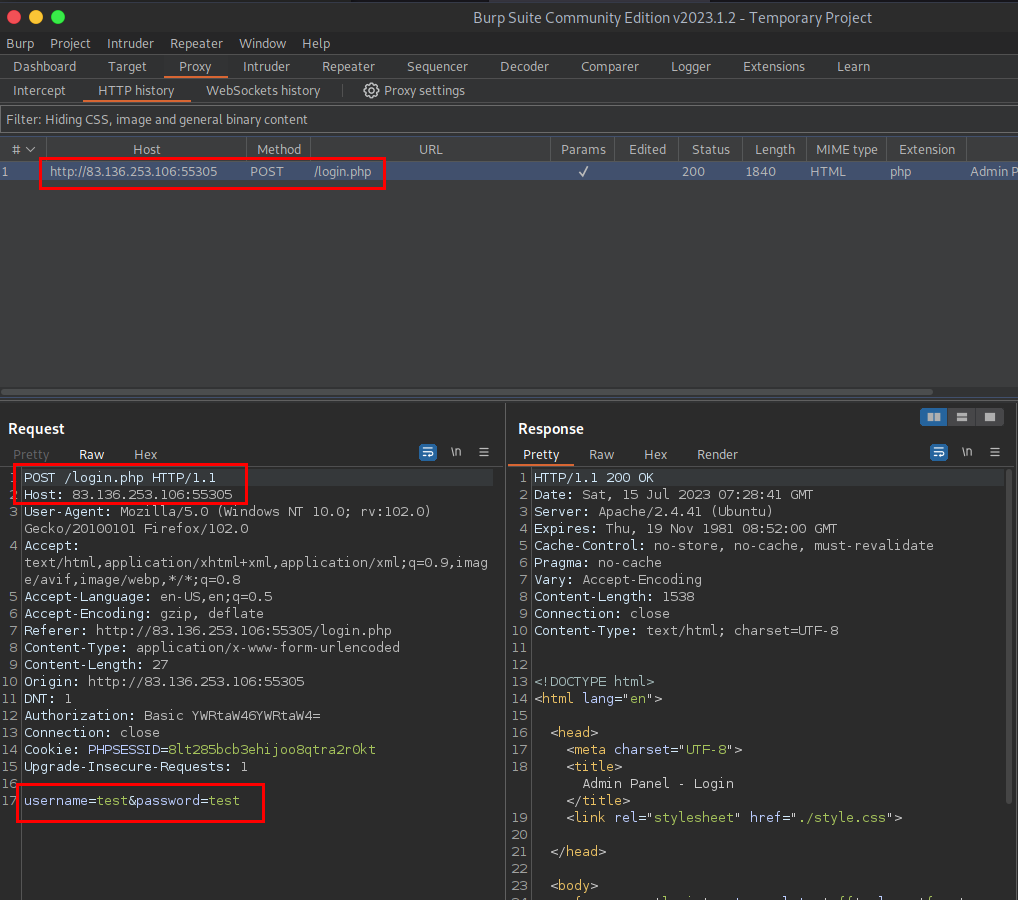 Burp Suite Community Edition v2023.1.2 - Temporary Project
Burp Project Intruder Repeater Window Help
Dashboard Target Proxy Intruder Repeater Sequencer Decoder Comparer Logger Extensions Learn
Intercept HTTP history WebSockets history Proxy settings
Filter: Hiding CSS, image and general binary content
# Host Method URL Params Edited Status Length MIME type Extension
1 http://83.136.253.106:55305 POST /login.php ✓ 200 1840 HTML php Admin P
Request
Pretty Raw Hex \n
1 POST /login.php HTTP/1.1
2 Host: 83.136.253.106:55305
3 User-Agent: Mozilla/5.0 (Windows NT 10.0; rv:102.0)
Gecko/20100101 Firefox/102.0
4 Accept:
text/html,application/xhtml+xml,application/xml;q=0.9,imag
e/avif,image/webp,*/*;q=0.8
5 Accept-Language: en-US,en;q=0.5
6 Accept-Encoding: gzip, deflate
7 Referer: http://83.136.253.106:55305/login.php
8 Content-Type: application/x-www-form-urlencoded
9 Content-Length: 27
10 Origin: http://83.136.253.106:55305
11 DNT: 1
12 Authorization: Basic YWRtaW46YWRtaW4=
13 Connection: close
14 Cookie: PHPSESSID=8lt285bcb3ehijoo8qtra2r0kt
15 Upgrade-Insecure-Requests: 1
16
17 username=test&password=test
Response
Pretty Raw Hex Render \n
1 HTTP/1.1 200 OK
2 Date: Sat, 15 Jul 2023 07:28:41 GMT
3 Server: Apache/2.4.41 (Ubuntu)
4 Expires: Thu, 19 Nov 1981 08:52:00 GMT
5 Cache-Control: no-store, no-cache, must-revalidate
6 Pragma: no-cache
7 Vary: Accept-Encoding
8 Content-Length: 1538
9 Connection: close
10 Content-Type: text/html; charset=UTF-8
11
12
13 <!DOCTYPE html>
14 <html lang="en">
15
16 <head>
17 <meta charset="UTF-8">
18 <title>
Admin Panel - Login
</title>
19 <link rel="stylesheet" href="./style.css">
20
21 </head>
22
23 <body>